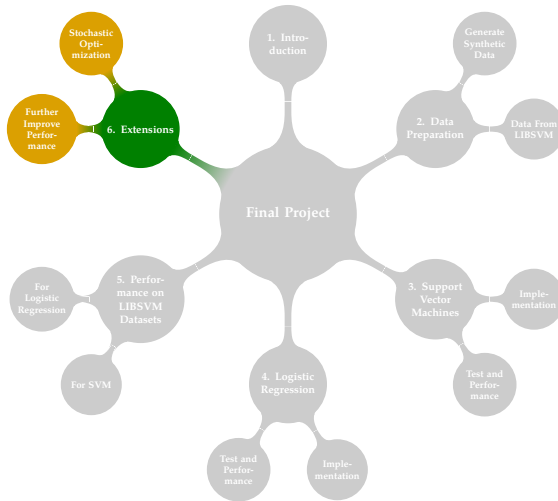 Stochastic
Opti-
mization
1. Intro-
duction
Generate
Synthetic
Data
Further
Improve
Perfor-
mance
6. Extensions
2. Data
Preparation
Data From
LIBSVM
Final Project
For
Logistic
Regression
5. Perfor-
mance on
LIBSVM
Datasets
3. Support
Vector
Machines
Imple-
mentation
For SVM
4. Logistic
Regression
Test and
Perfor-
mance
Test and
Perfor-
mance
Imple-
mentation